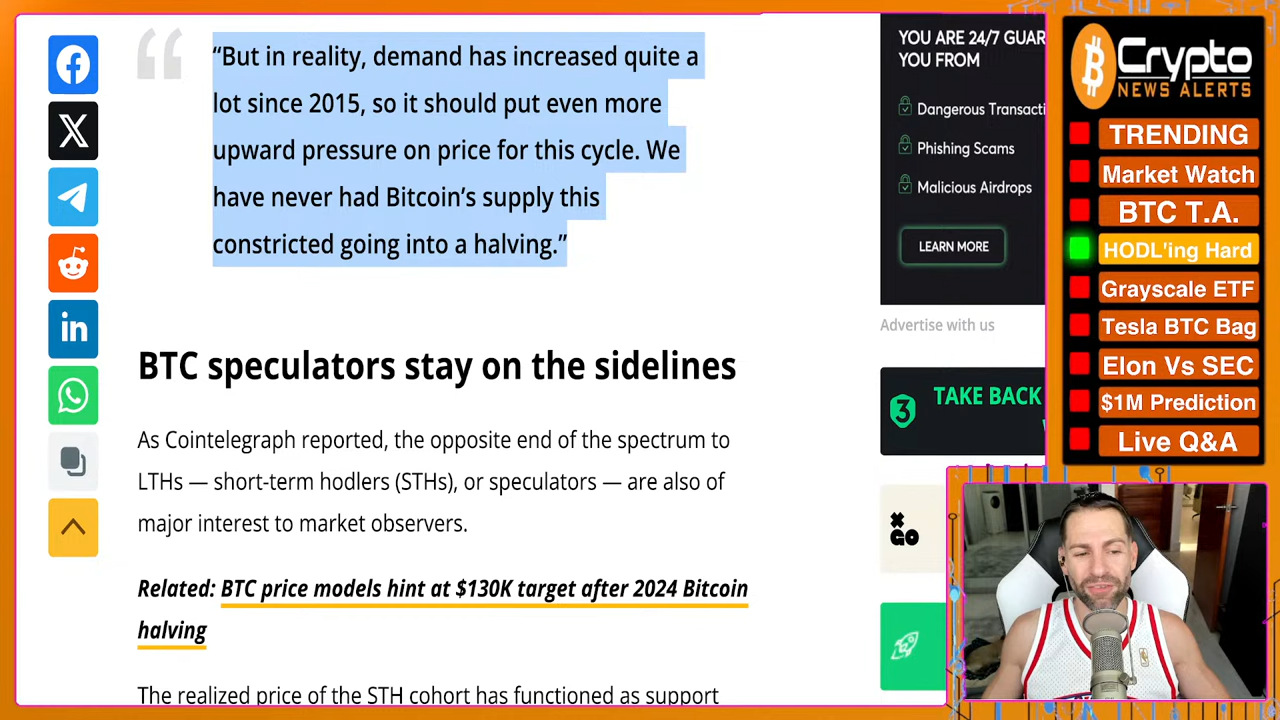 “But in reality, demand has increased quite a
lot since 2015, so it should put even more
upward pressure on price for this cycle. We
have never had Bitcoin’s supply this
constricted going into a halving.”
BTC speculators stay on the sidelines
As Cointelegraph reported, the opposite end of the spectrum to
LTHs — short-term hodlers (STHs), or speculators — are also of
major interest to market observers.
Related: BTC price models hint at $130K target after 2024 Bitcoin
halving
The realized price of the STH cohort has functioned as support
YOU ARE 24/7 GUAR
YOU FROM
Dangerous Transacti
Phishing Scams
Malicious Airdrops
LEARN MORE
Advertise with us
TAKE BACK
GO
Crypto
NEWS ALERTS
TRENDING
Market Watch
BTC T.A.
HODL'ing Hard
Grayscale ETF
Tesla BTC Bag
Elon Vs SEC
$1M Prediction
Live Q&A